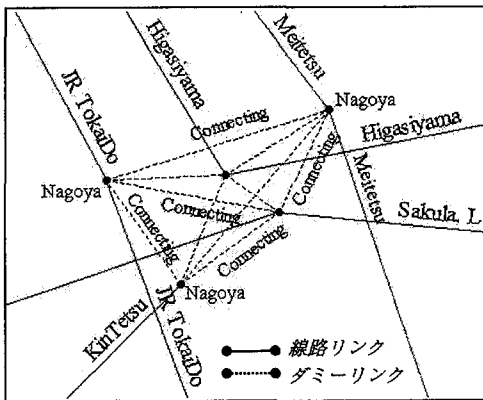 Meitetsu
Higasiyama
JR TokaiDo
Nagoya
Connecting
Higasiyama
Nagoya
Connecting
Meitetsu
Connecting
Connecting
Sakula, L
Connecting
Nagoya
KinTetsu
JR TokaiDo
線路リンク
ダミーリンク